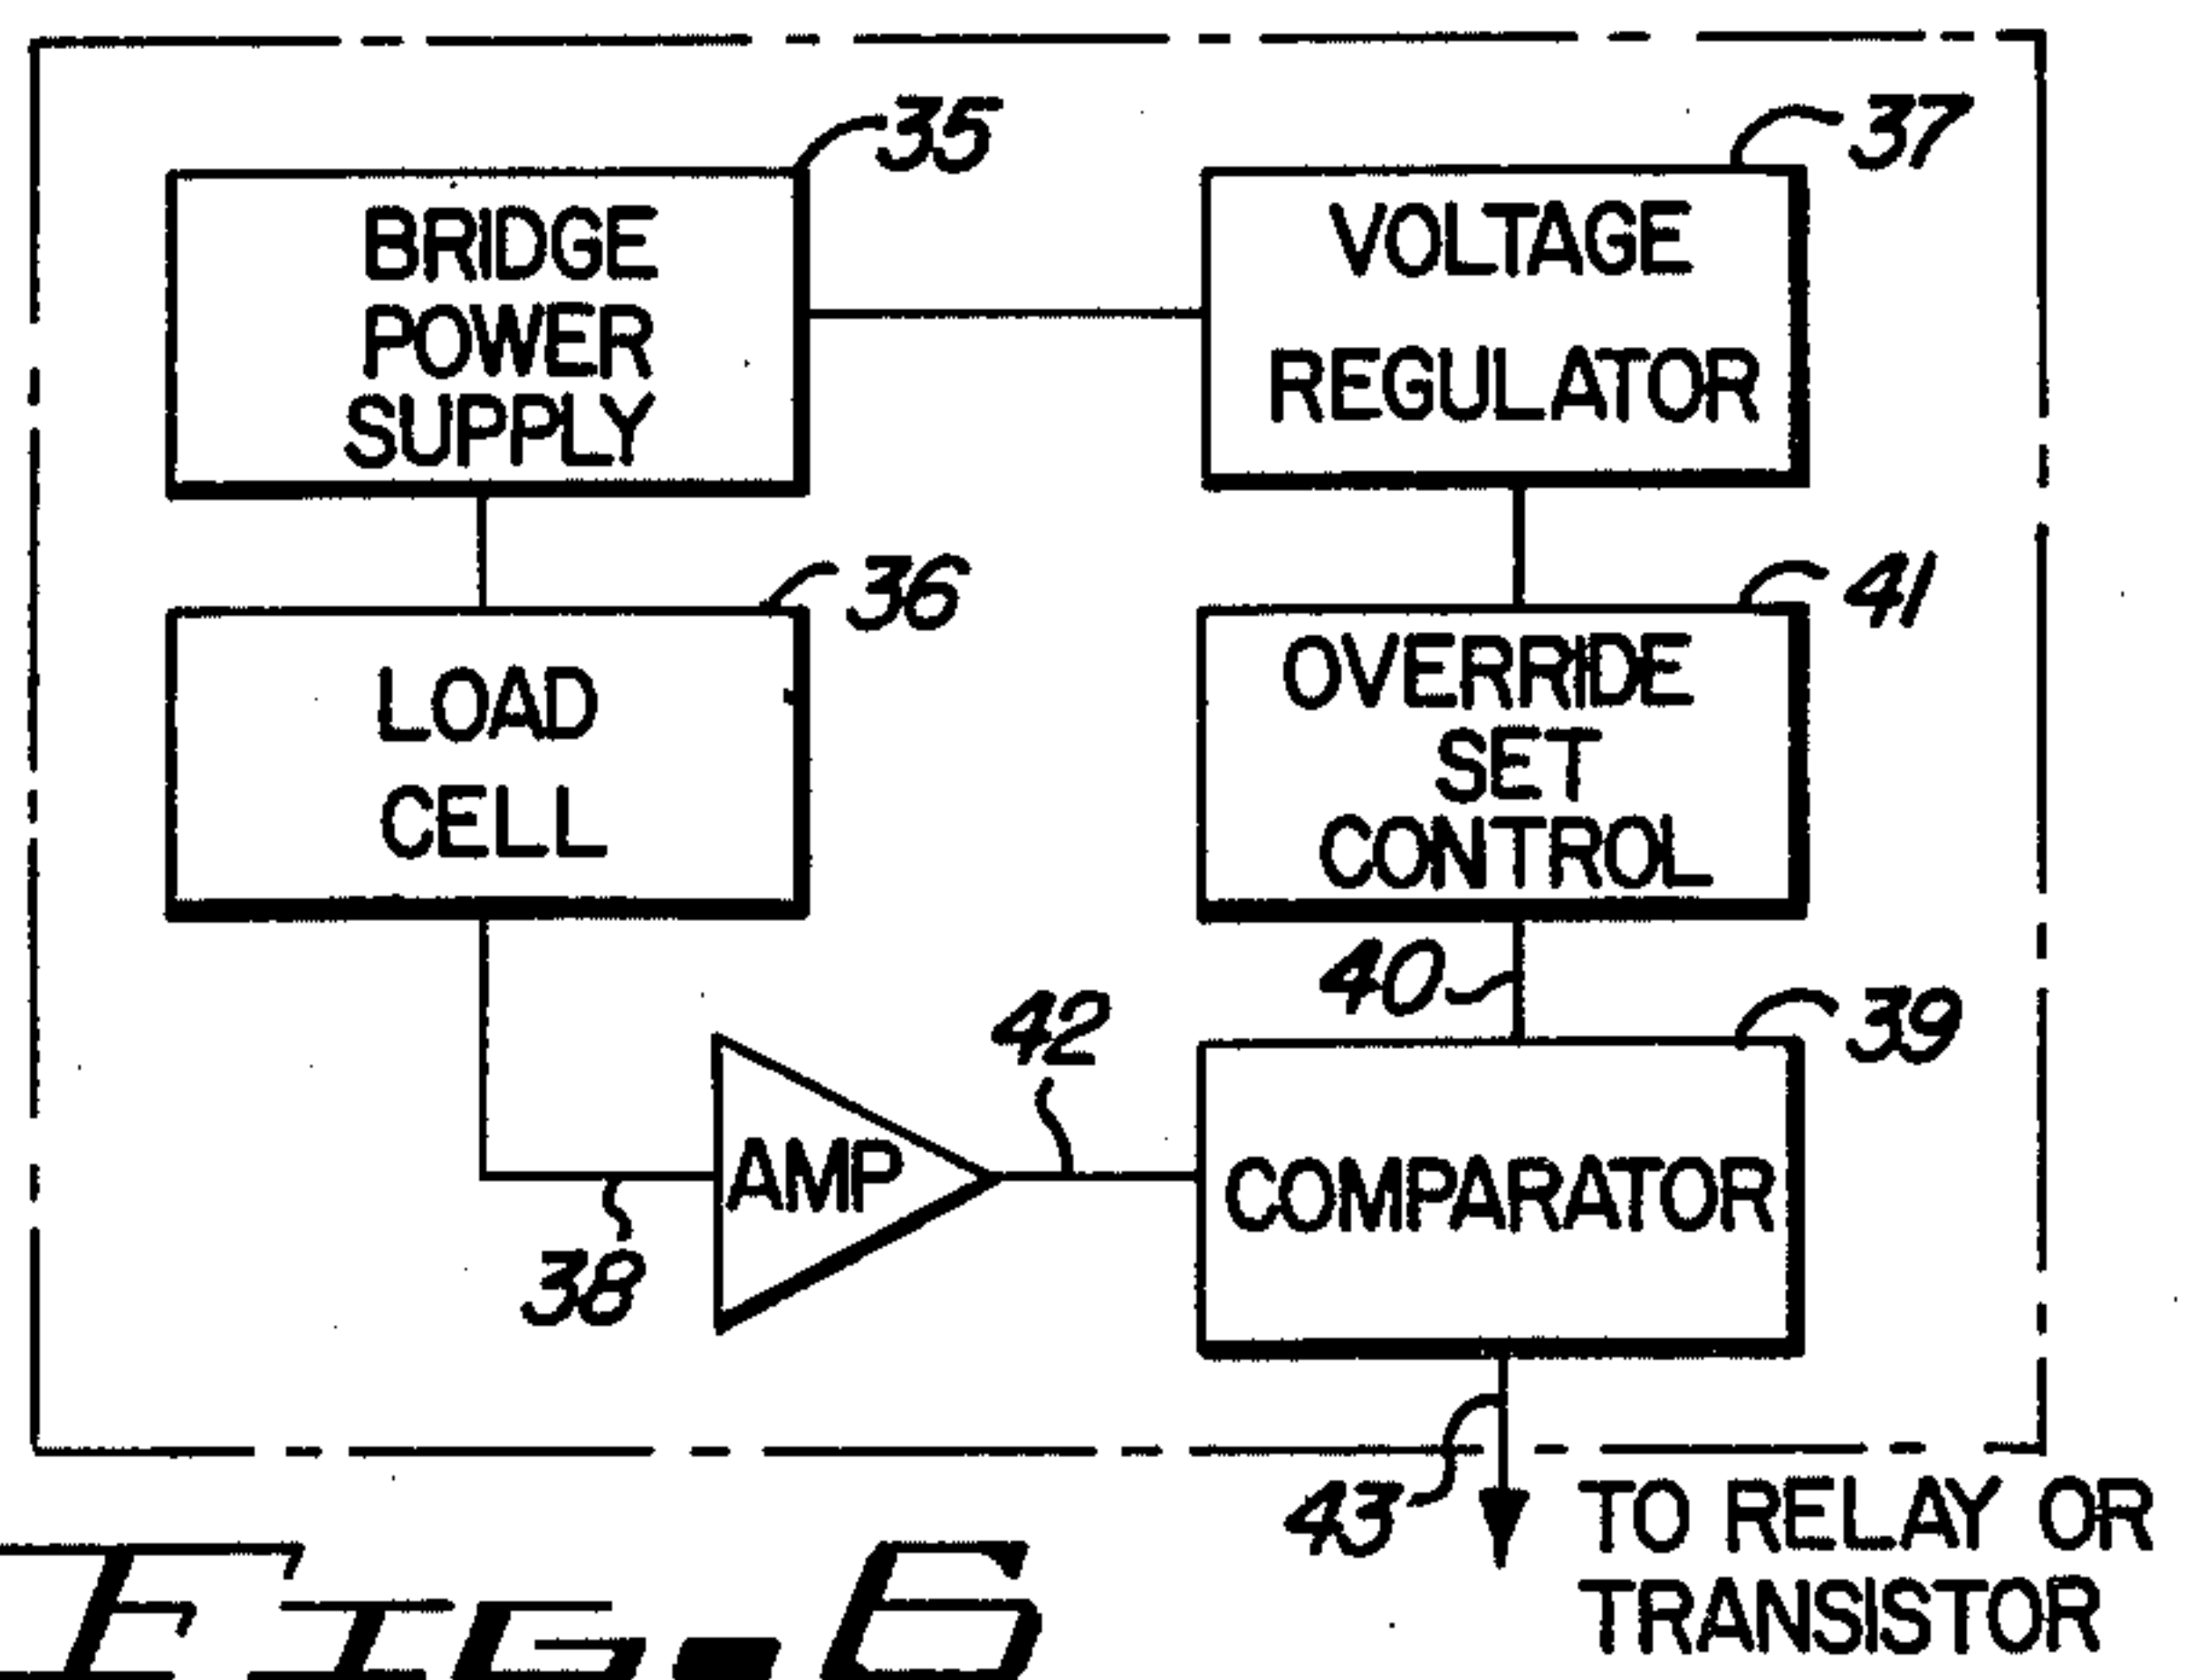 35
BRIDGE
POWER
SUPPLY
37
VOLTAGE
REGULATOR
36
LOAD
CELL
41
OVERRIDE
SET
CONTROL
40
42
39
AMP
COMPARATOR
38
43
TO RELAY OR
TRANSISTOR
FIG. 6